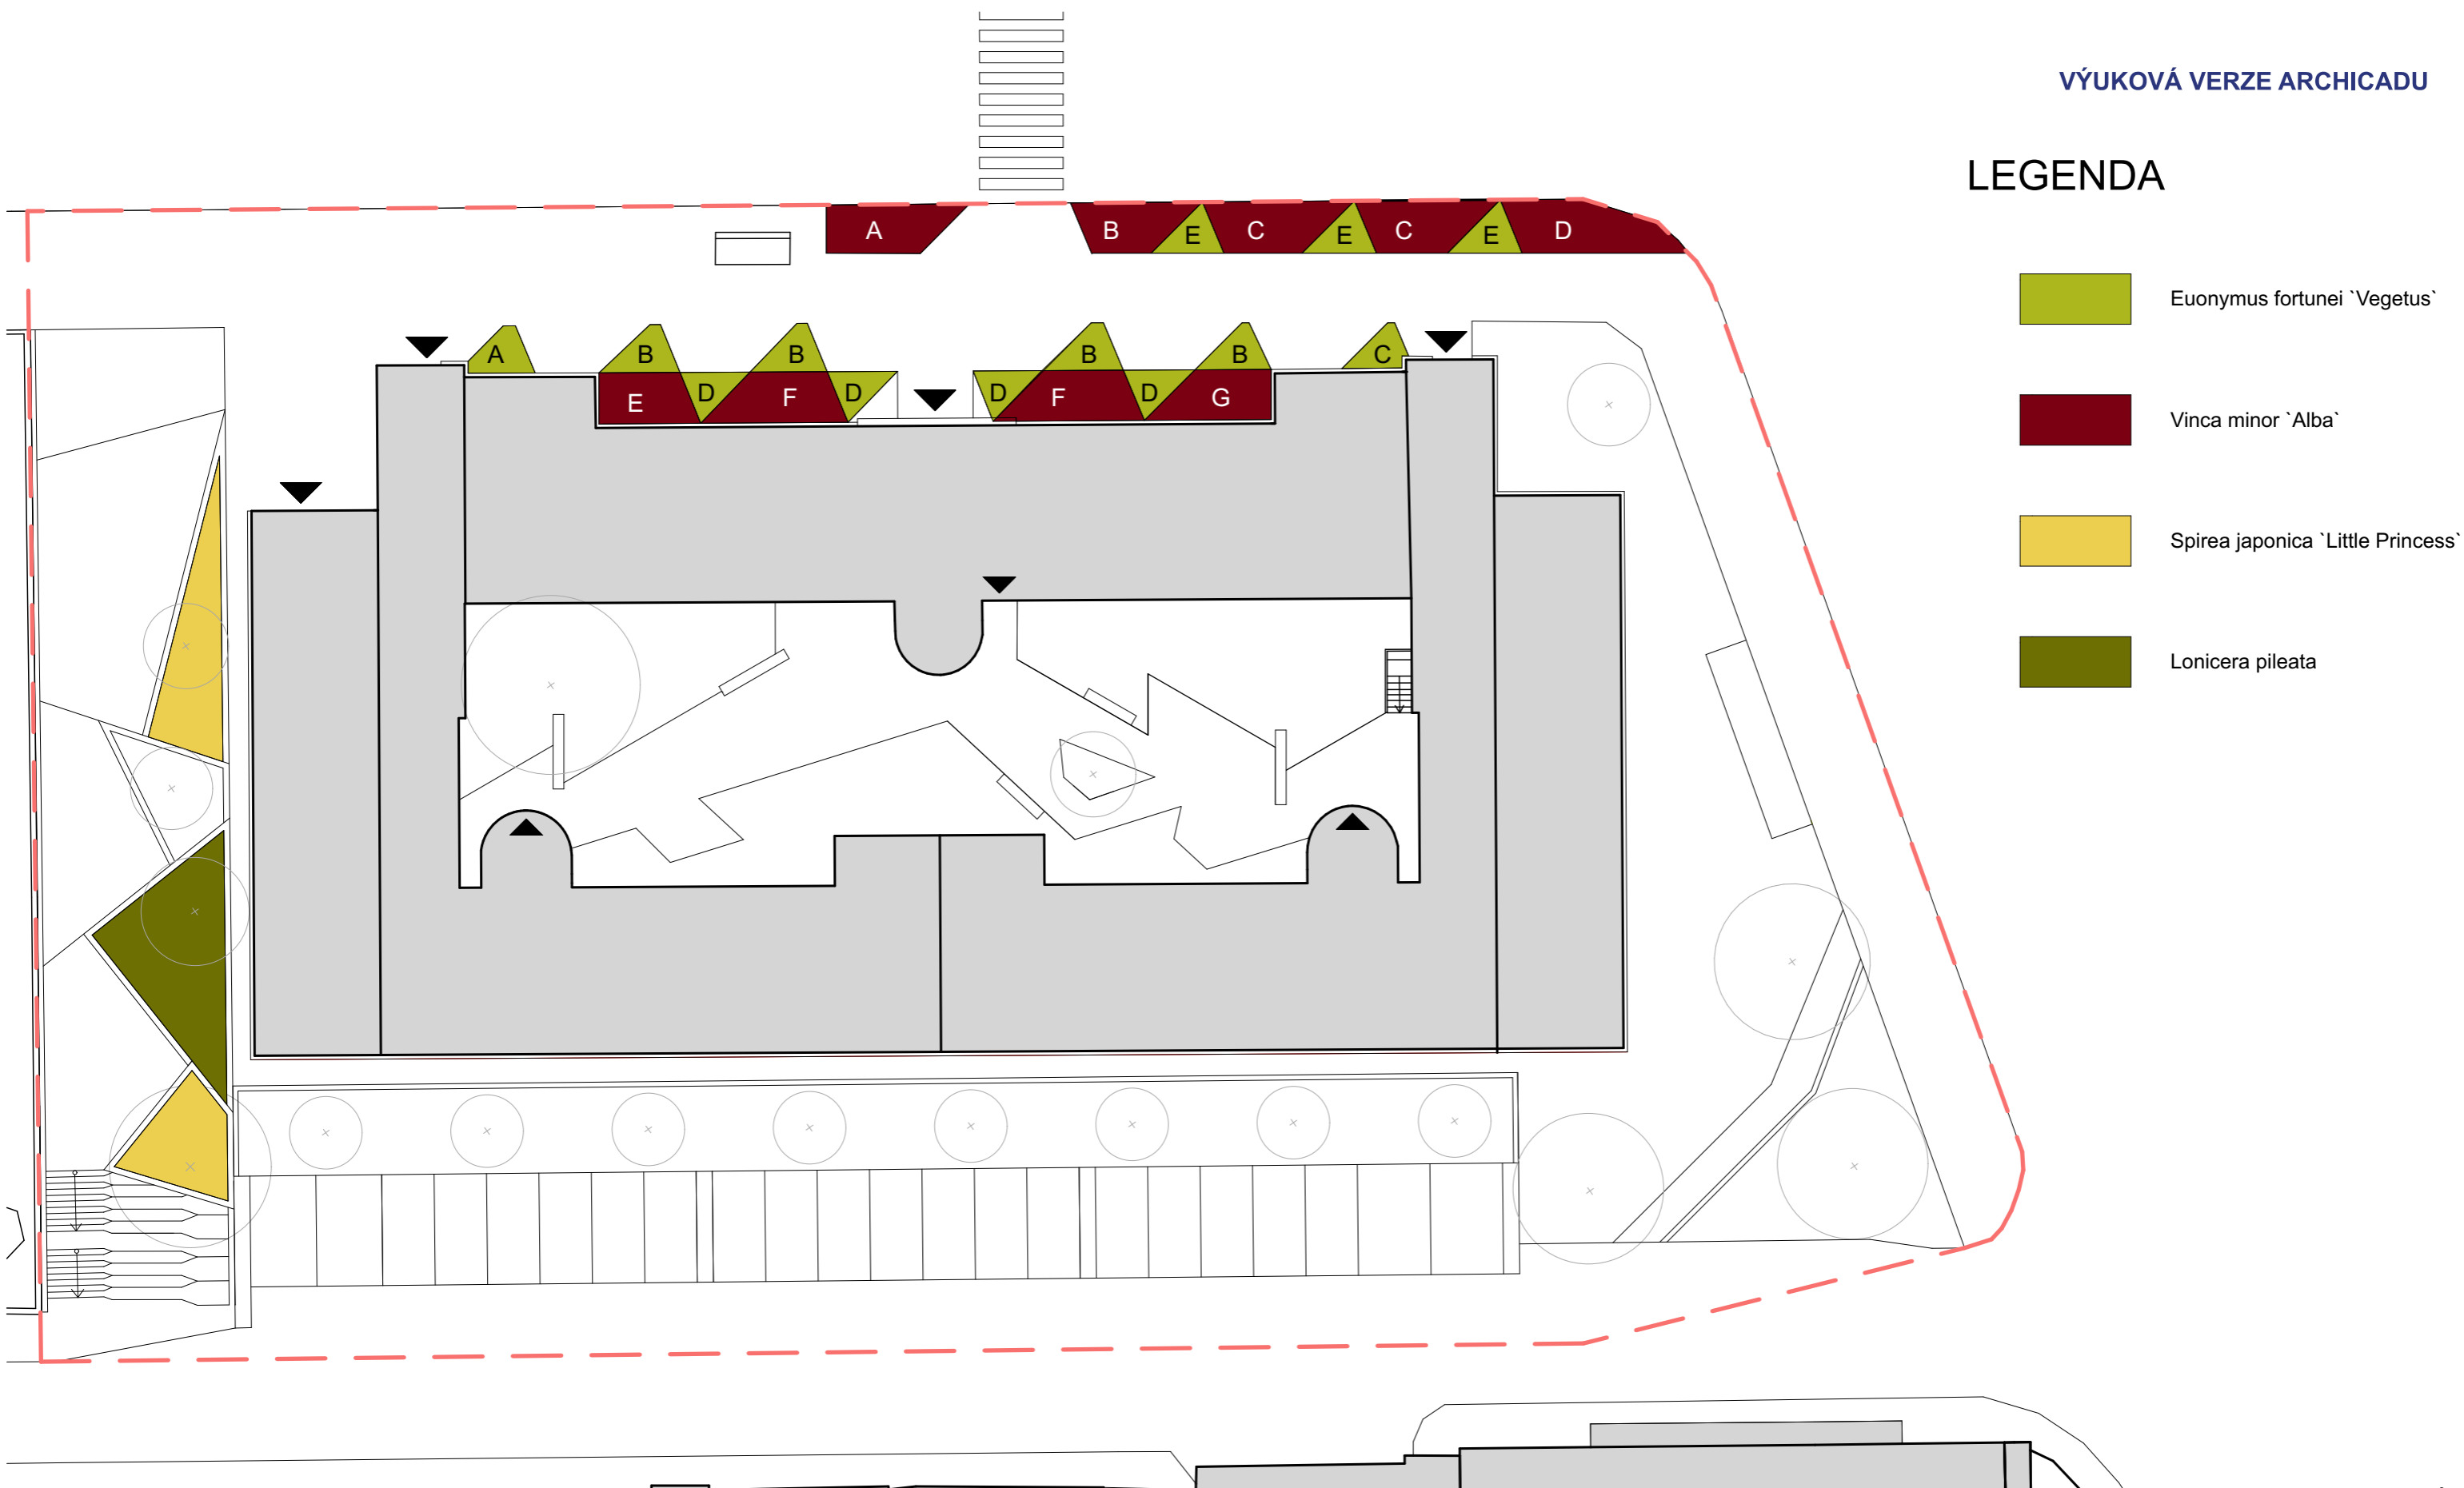 VÝUKOVÁ VERZE ARCHICADU
LEGENDA
A B E C E C E D
Euonymus fortunei `Vegetus`
A B B B B C
E D F D D F D G
Vinca minor `Alba`
Spirea japonica `Little Princess`
Lonicera pileata